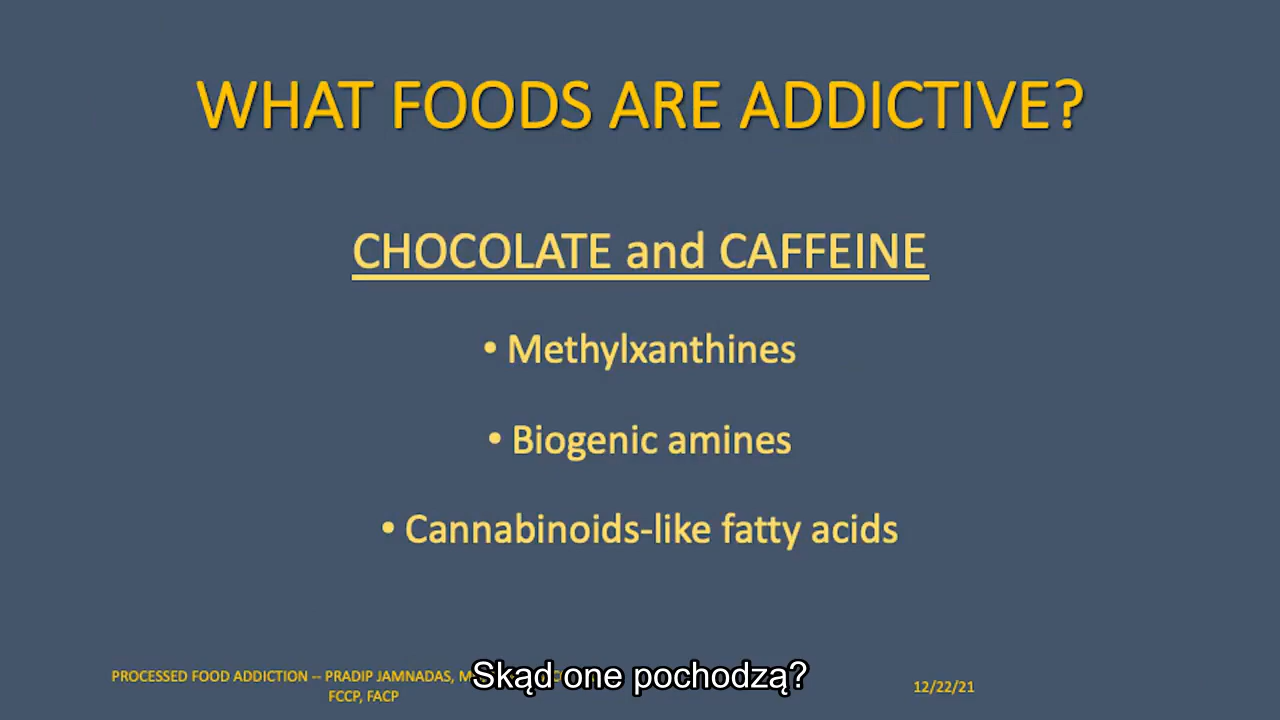 WHAT FOODS ARE ADDICTIVE?
CHOCOLATE and CAFFEINE
• Methylxanthines
• Biogenic amines
• Cannabinoids-like fatty acids
PROCESSED FOOD ADDICTION -- PRADIP JAMNADAS,
FCCP, FACP
Skąd one pochodzą?
12/22/21